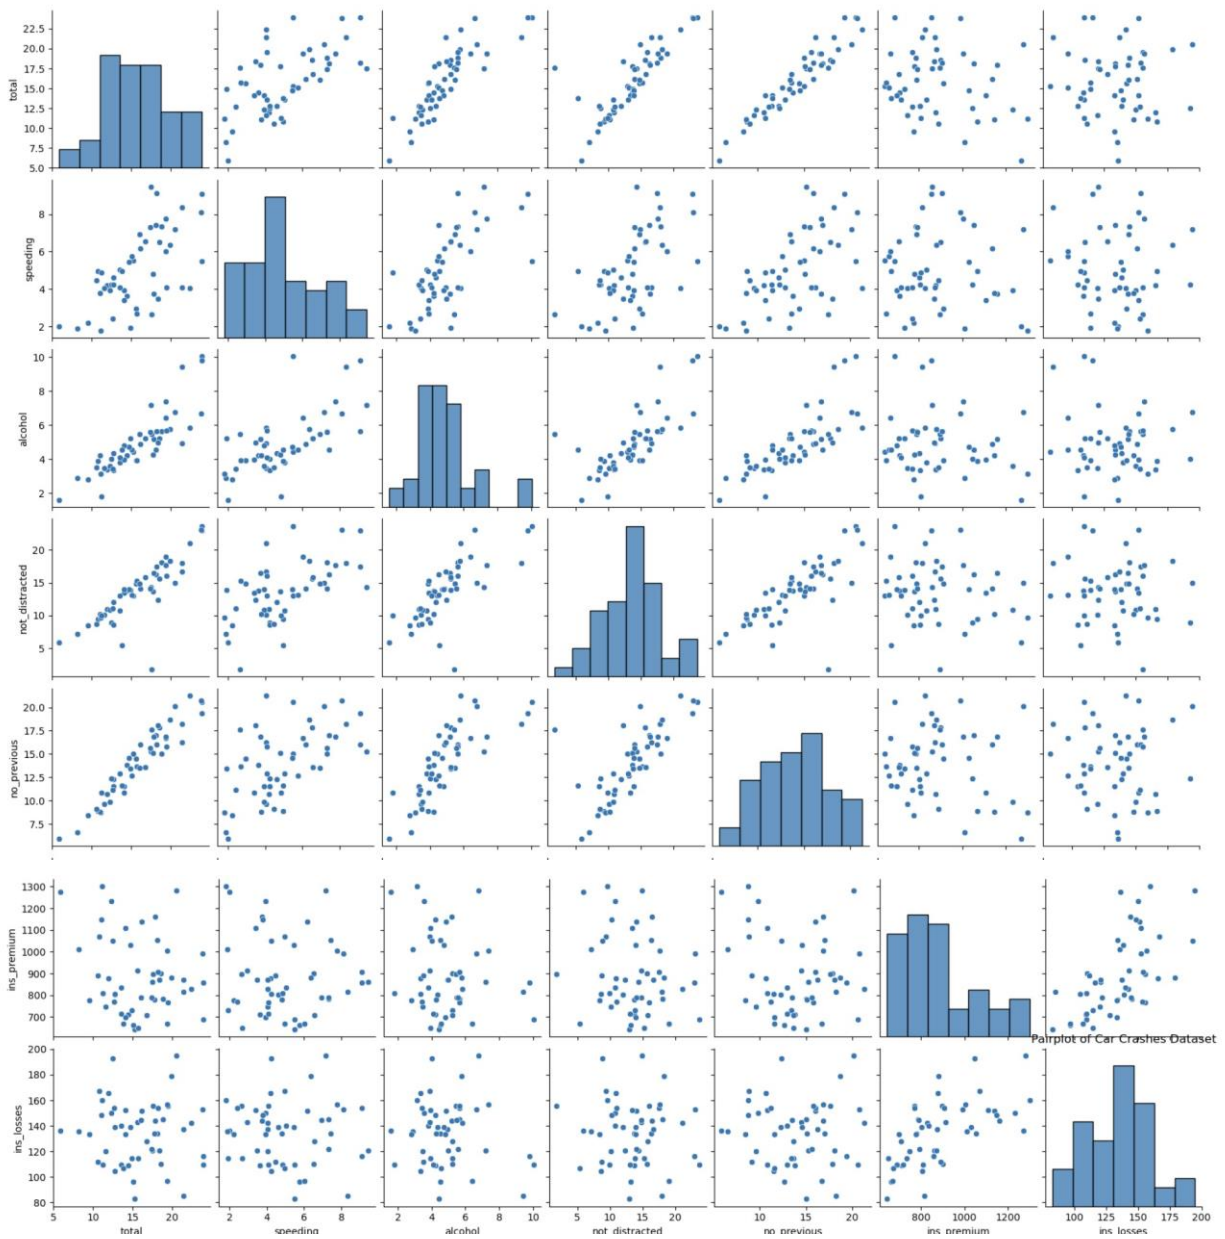 22.5
20.0
17.5
15.0
12.5
10.0
7.5
5.0
total
8
6
4
2
speeding
10
8
6
4
2
alcohol
20
15
10
5
not_distracted
20.0
17.5
15.0
12.5
10.0
7.5
no_previous
1300
1200
1100
1000
900
800
700
ins_premium
Pairplot of Car Crashes Dataset
200
180
160
140
120
100
80
ins_losses
5 10 15 20
2 4 6 8
2 4 6 8 10
5 10 15 20
10 15 20
800 1000 1200
100 125 150 175 200
total speeding alcohol not_distracted no_previous ins_premium ins_losses